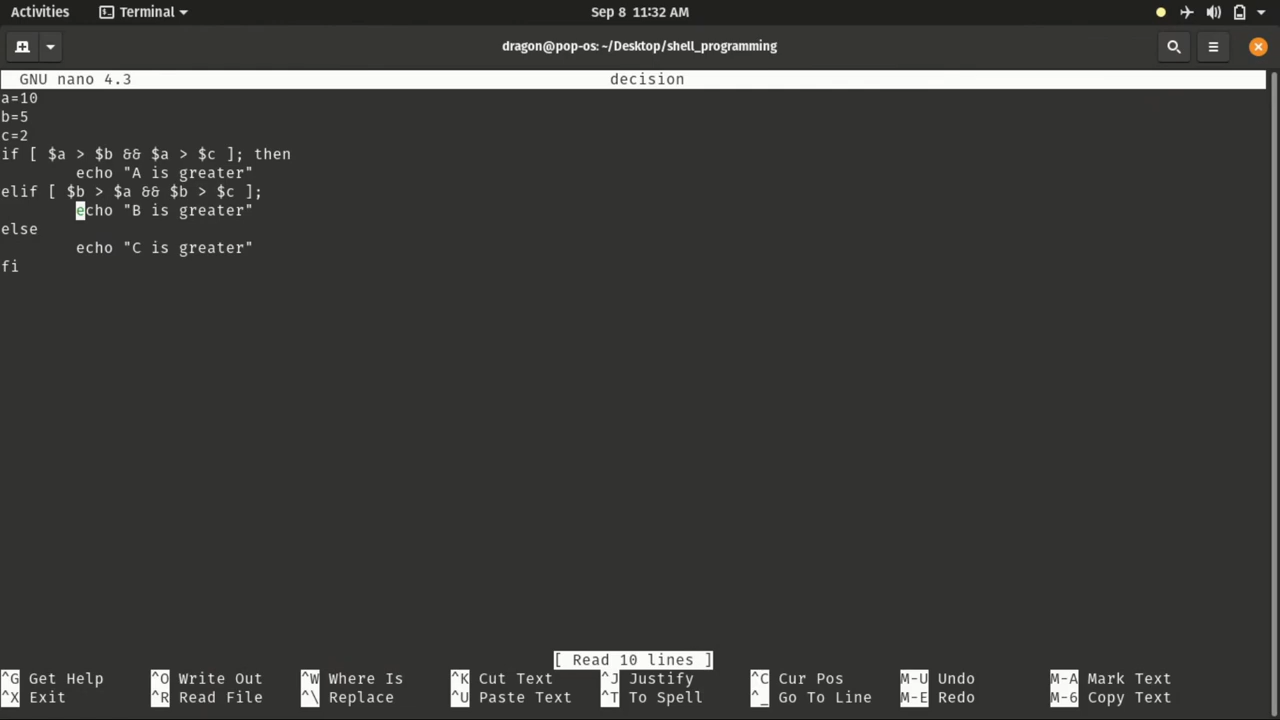 Activities Terminal Sep 8 11:32 AM
dragon@pop-os: ~/Desktop/shell_programming
GNU nano 4.3 decision
a=10
b=5
c=2
if [ $a > $b && $a > $c ]; then
echo "A is greater"
elif [ $b > $a && $b > $c ];
echo "B is greater"
else
echo "C is greater"
fi
[ Read 10 lines ]
^G Get Help ^O Write Out ^W Where Is ^K Cut Text ^J Justify ^C Cur Pos M-U Undo M-A Mark Text
^X Exit ^R Read File ^\ Replace ^U Paste Text ^T To Spell ^_ Go To Line M-E Redo M-6 Copy Text